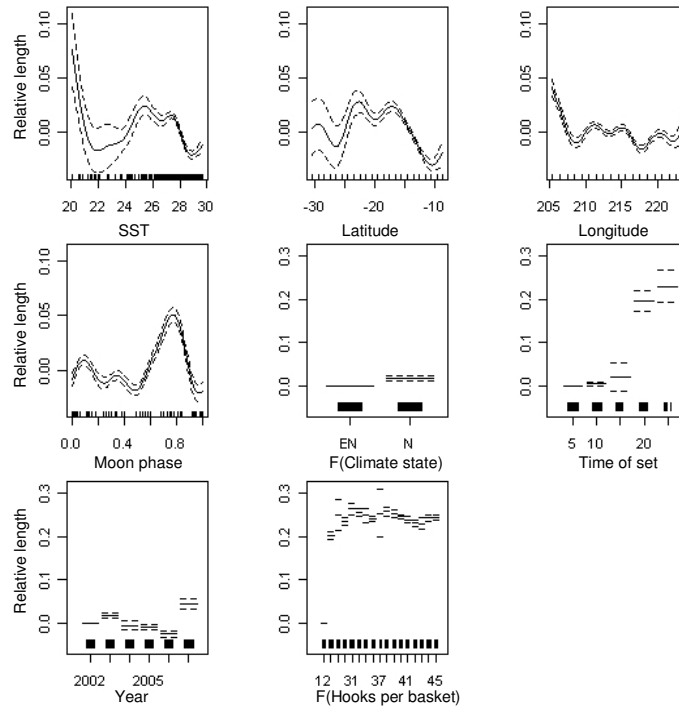 Relative length
0.00 0.05 0.10
20 22 24 26 28 30
SST
0.00 0.05 0.10
-30 -20 -10
Latitude
0.00 0.05 0.10
205 210 215 220
Longitude
Relative length
0.00 0.05 0.10
0.0 0.4 0.8
Moon phase
0.0 0.1 0.2 0.3
EN N
F(Climate state)
0.0 0.1 0.2 0.3
5 10 20
Time of set
Relative length
0.0 0.1 0.2 0.3
2002 2005
Year
0.0 0.1 0.2 0.3
12 31 37 41 45
F(Hooks per basket)